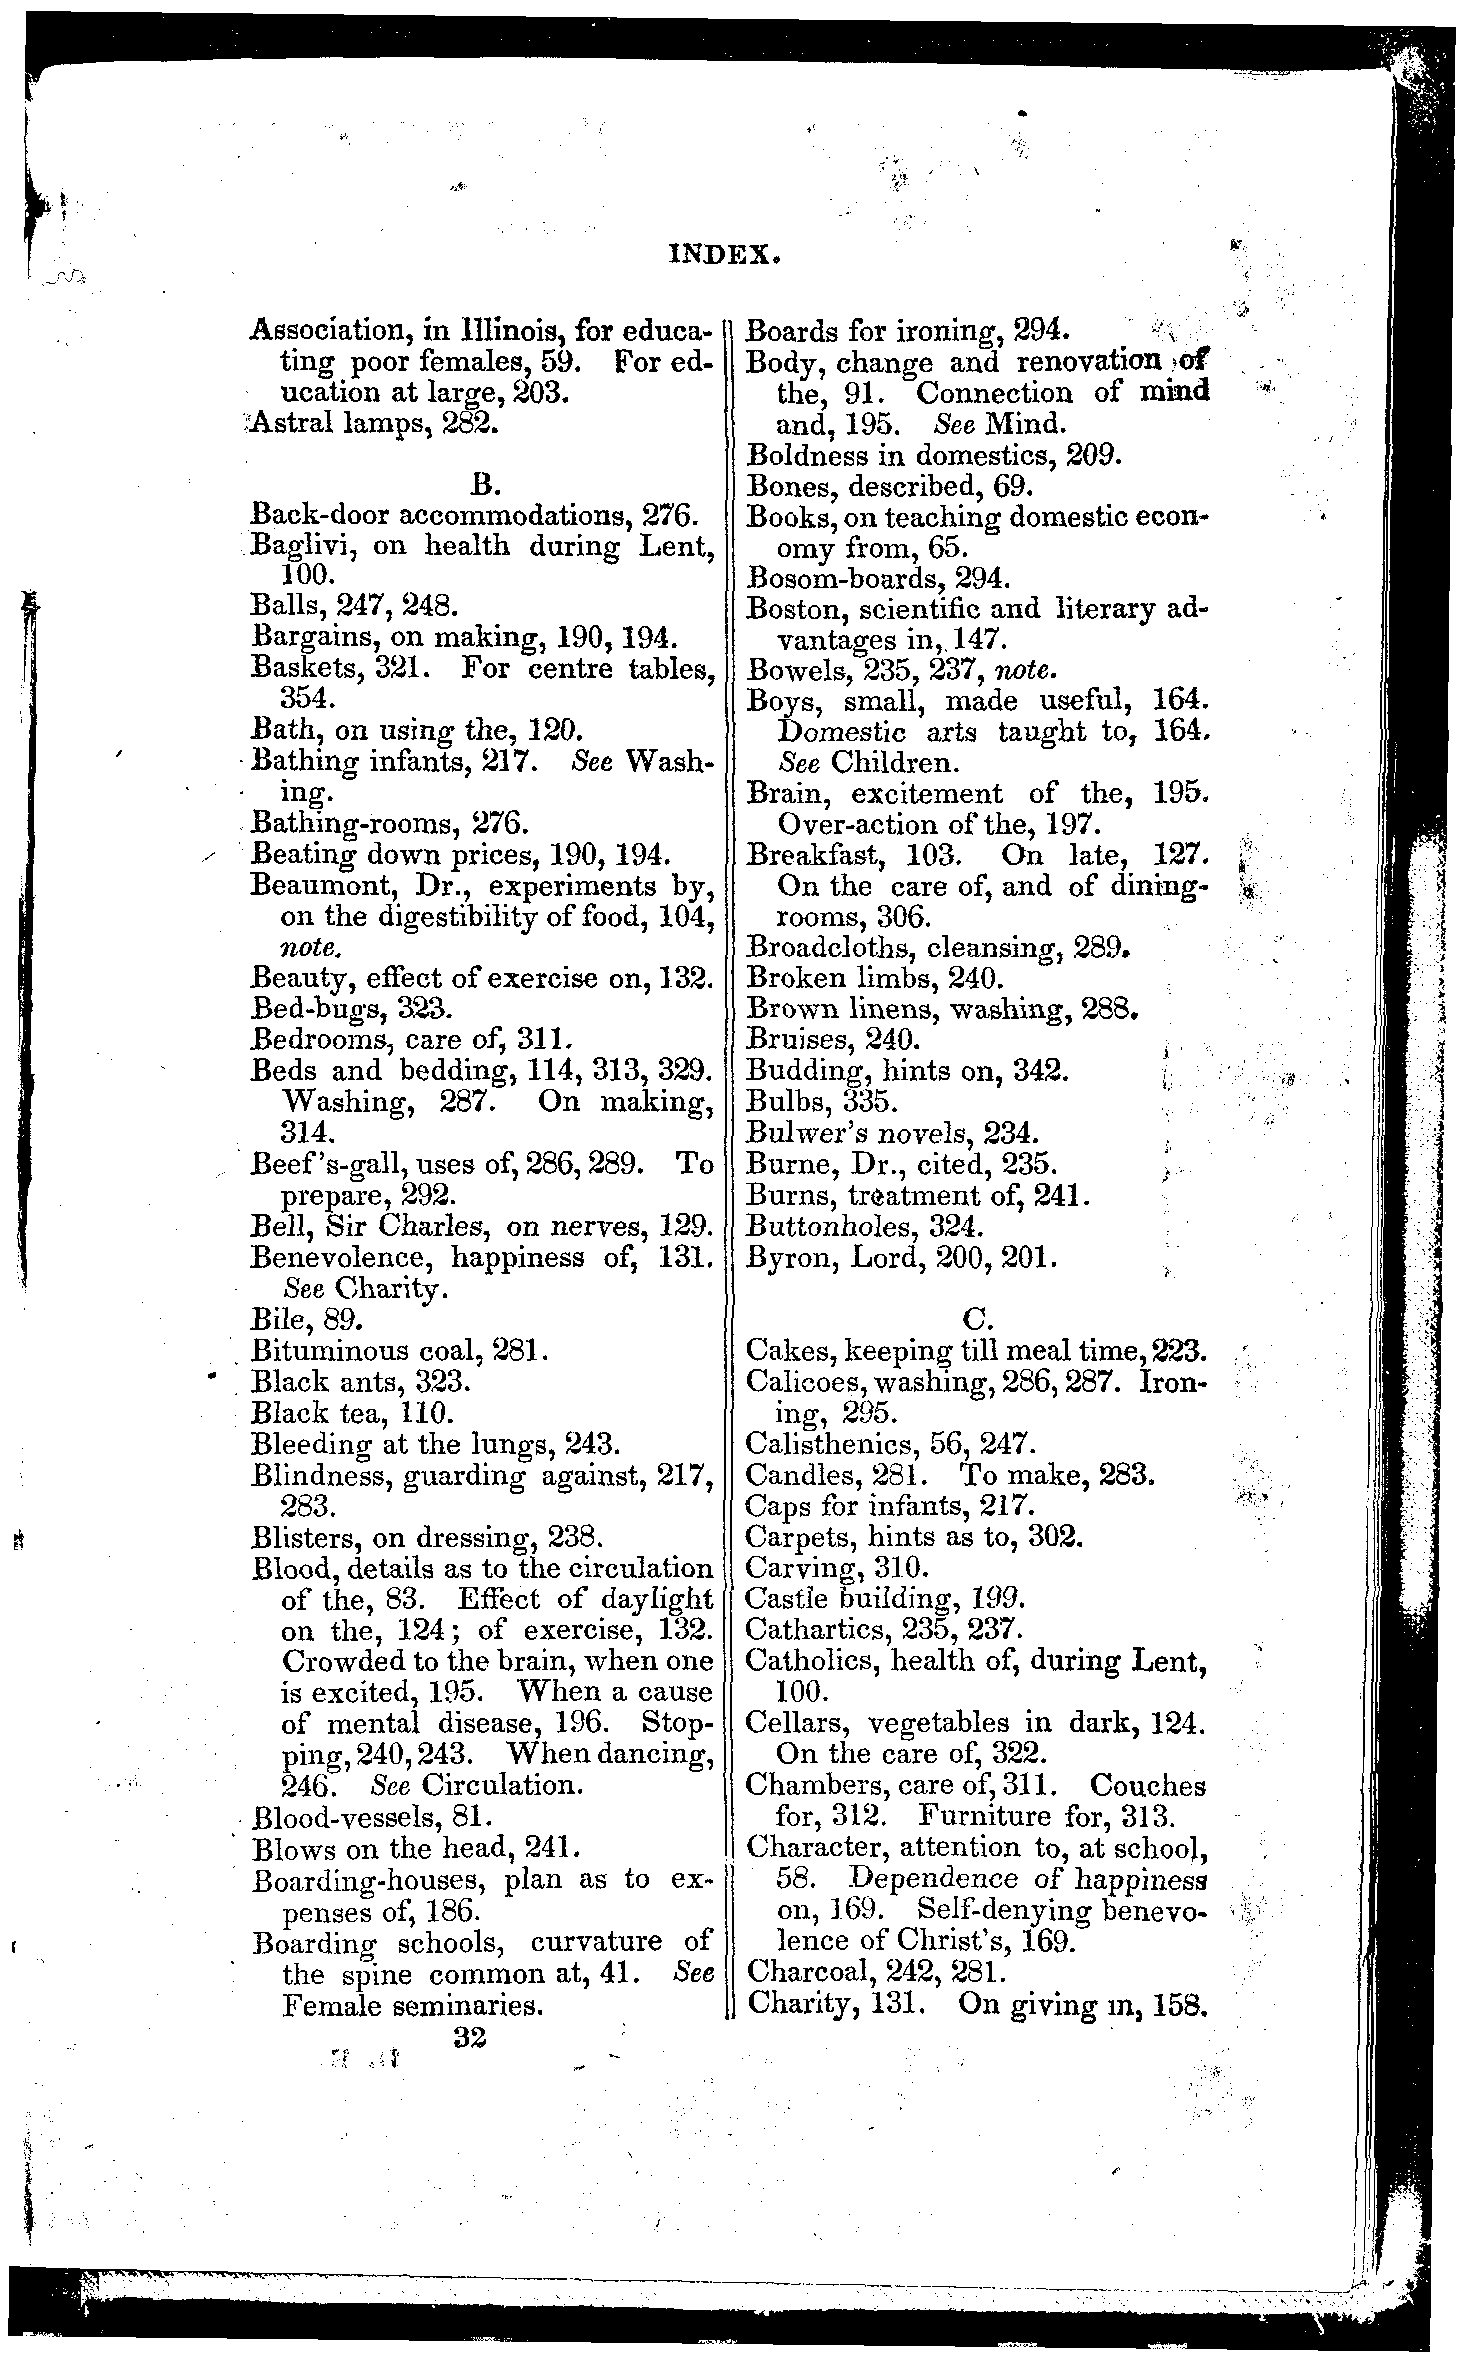 INDEX.
Association, in Illinois, for educa-
ting poor females, 59. For ed-
ucation at large, 203.
Astral lamps, 282.
B.
Back-door accommodations, 276.
Baglivi, on health during Lent,
100.
Balls, 247, 248.
Bargains, on making, 190, 194.
Baskets, 321. For centre tables,
354.
Bath, on using the, 120.
Bathing infants, 217. See Wash-
ing.
Bathing-rooms, 276.
Beating down prices, 190, 194.
Beaumont, Dr., experiments by,
on the digestibility of food, 104,
note.
Beauty, effect of exercise on, 132.
Bed-bugs, 323.
Bedrooms, care of, 311.
Beds and bedding, 114, 313, 329.
Washing, 287. On making,
314.
Beef's-gall, uses of, 286, 289. To
prepare, 292.
Bell, Sir Charles, on nerves, 129.
Benevolence, happiness of, 131.
See Charity.
Bile, 89.
Bituminous coal, 281.
Black ants, 323.
Black tea, 110.
Bleeding at the lungs, 243.
Blindness, guarding against, 217,
283.
Blisters, on dressing, 238.
Blood, details as to the circulation
of the, 83. Effect of daylight
on the, 124; of exercise, 132.
Crowded to the brain, when one
is excited, 195. When a cause
of mental disease, 196. Stop-
ping, 240, 243. When dancing,
246. See Circulation.
Blood-vessels, 81.
Blows on the head, 241.
Boarding-houses, plan as to ex-
penses of, 186.
Boarding schools, curvature of
the spine common at, 41. See
Female seminaries.
32
Boards for ironing, 294.
Body, change and renovation of
the, 91. Connection of mind
and, 195. See Mind.
Boldness in domestics, 209.
Bones, described, 69.
Books, on teaching domestic econ-
omy from, 65.
Bosom-boards, 294.
Boston, scientific and literary ad-
vantages in, 147.
Bowels, 235, 237, note.
Boys, small, made useful, 164.
Domestic arts taught to, 164.
See Children.
Brain, excitement of the, 195.
Over-action of the, 197.
Breakfast, 103. On late, 127.
On the care of, and of dining-
rooms, 306.
Broadcloths, cleansing, 289.
Broken limbs, 240.
Brown linens, washing, 288.
Bruises, 240.
Budding, hints on, 342.
Bulbs, 335.
Bulwer's novels, 234.
Burne, Dr., cited, 235.
Burns, treatment of, 241.
Buttonholes, 324.
Byron, Lord, 200, 201.
C.
Cakes, keeping till meal time, 223.
Calicoes, washing, 286, 287. Iron-
ing, 295.
Calisthenics, 56, 247.
Candles, 281. To make, 283.
Caps for infants, 217.
Carpets, hints as to, 302.
Carving, 310.
Castle building, 199.
Cathartics, 235, 237.
Catholics, health of, during Lent,
100.
Cellars, vegetables in dark, 124.
On the care of, 322.
Chambers, care of, 311. Couches
for, 312. Furniture for, 313.
Character, attention to, at school,
58. Dependence of happiness
on, 169. Self-denying benevo-
lence of Christ's, 169.
Charcoal, 242, 281.
Charity, 131. On giving in, 158.